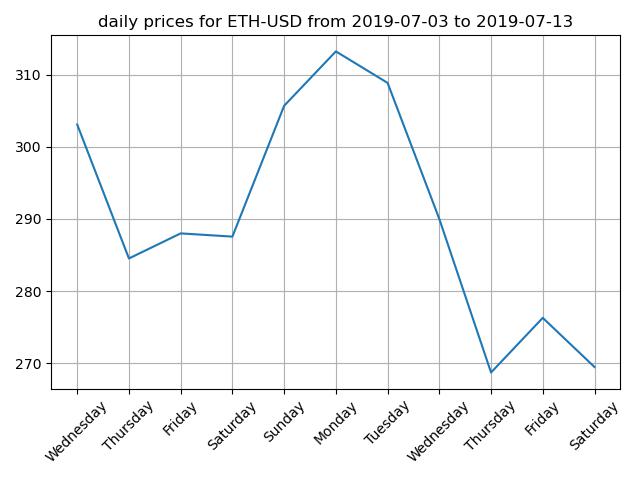 daily prices for ETH-USD from 2019-07-03 to 2019-07-13
310
300
290
280
270
Wednesday
Thursday
Friday
Saturday
Sunday
Monday
Tuesday
Wednesday
Thursday
Friday
Saturday